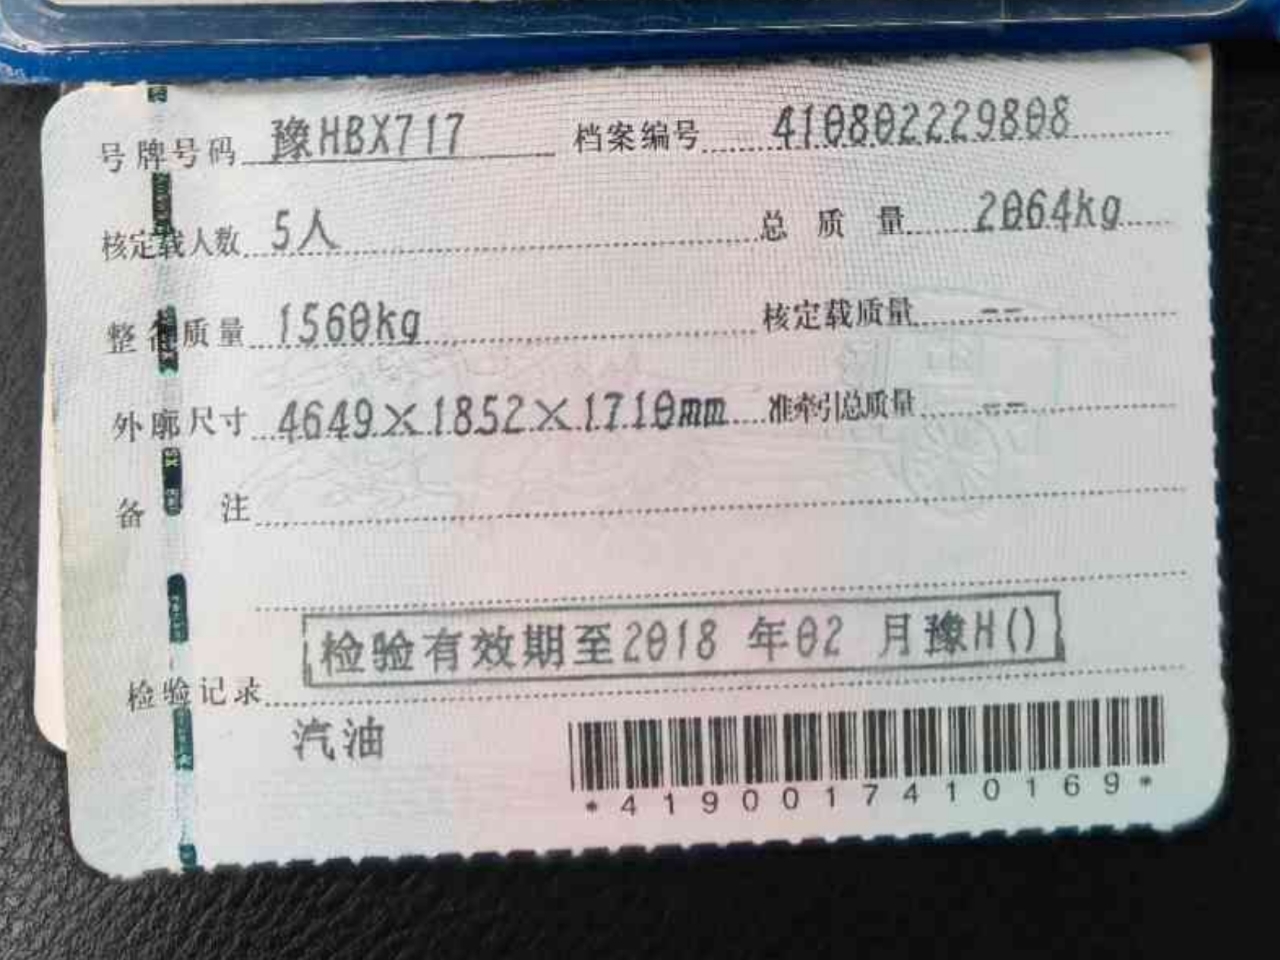 号牌号码 豫HBX717 档案编号 410802229808
核定载人数 5人 总质量 2064kg
整备质量 1560kg 核定载质量 --
外廓尺寸 4649×1852×1710mm 准牵引总质量 --
备注
检验有效期至2018 年02 月豫H()
检验记录
汽油
*4190017410169*